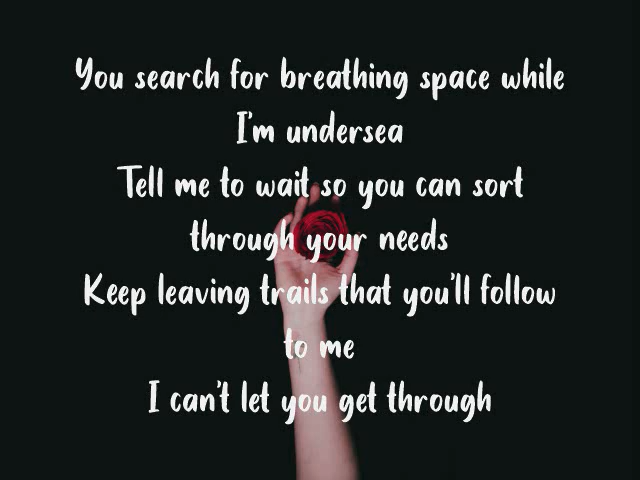 You search for breathing space while
I'm undersea
Tell me to wait so you can sort
through your needs
Keep leaving trails that you'll follow
to me
I can't let you get through